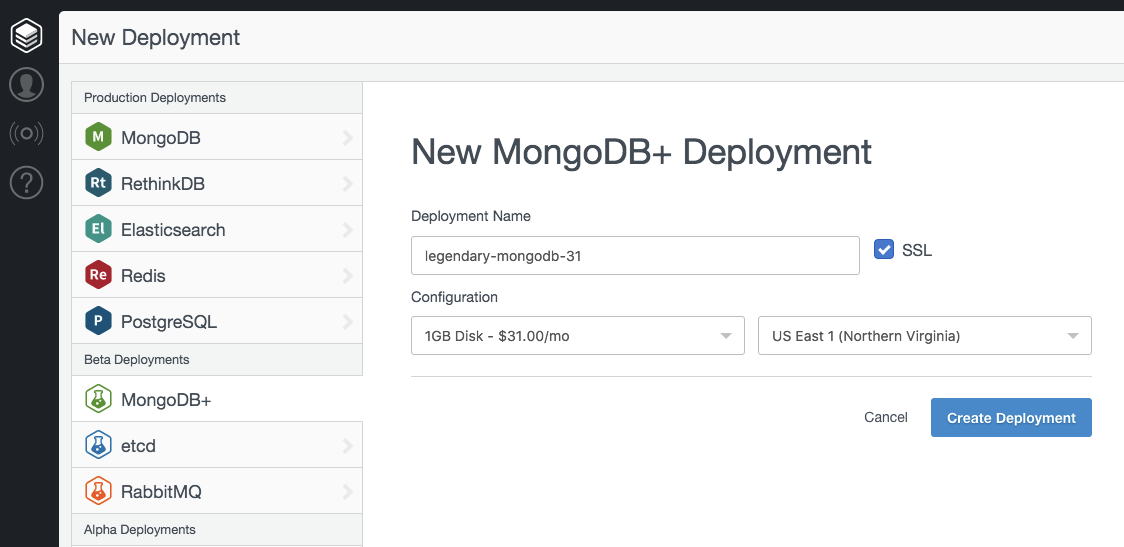 New Deployment
Production Deployments
M MongoDB
Rt RethinkDB
El Elasticsearch
Re Redis
P PostgreSQL
Beta Deployments
MongoDB+
etcd
RabbitMQ
Alpha Deployments
New MongoDB+ Deployment
Deployment Name
legendary-mongodb-31
SSL
Configuration
1GB Disk - $31.00/mo
US East 1 (Northern Virginia)
Cancel
Create Deployment
?